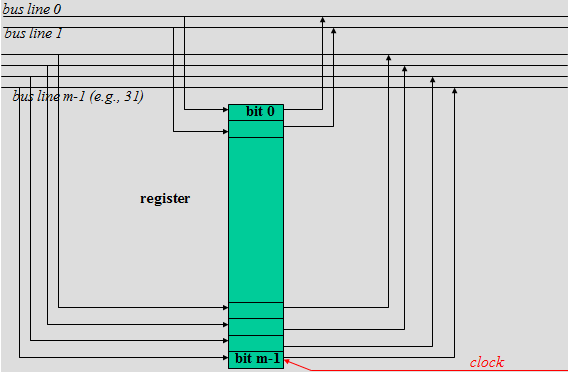 bus line 0
bus line 1
bus line m-1 (e.g., 31)
bit 0
register
bit m-1
clock